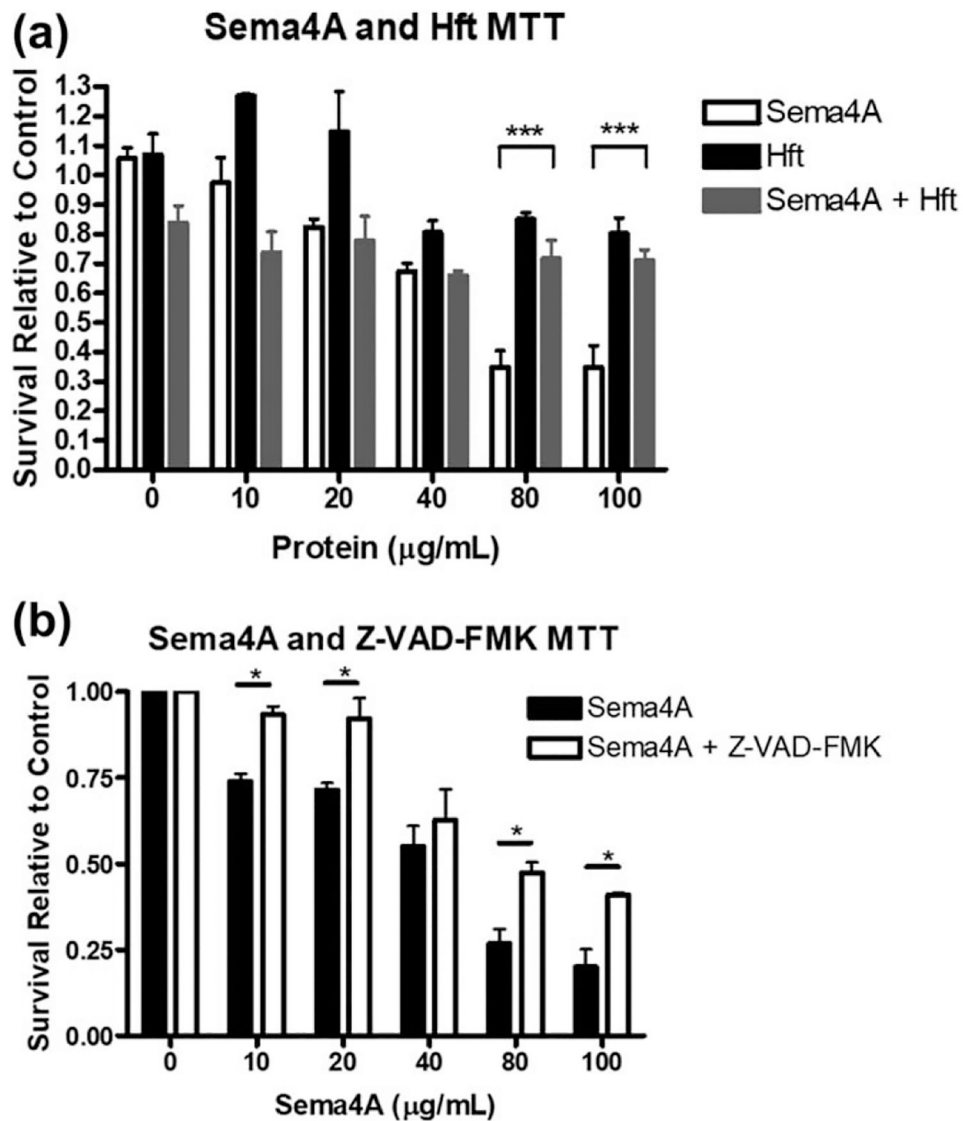 (a)
Sema4A and Hft MTT
Survival Relative to Control
1.3
1.2
1.1
1.0
0.9
0.8
0.7
0.6
0.5
0.4
0.3
0.2
0.1
0.0
*** ***
Sema4A
Hft
Sema4A + Hft
0 10 20 40 80 100
Protein (μg/mL)
(b)
Sema4A and Z-VAD-FMK MTT
Survival Relative to Control
1.00
0.75
0.50
0.25
0.00
* * * *
Sema4A
Sema4A + Z-VAD-FMK
0 10 20 40 80 100
Sema4A (μg/mL)